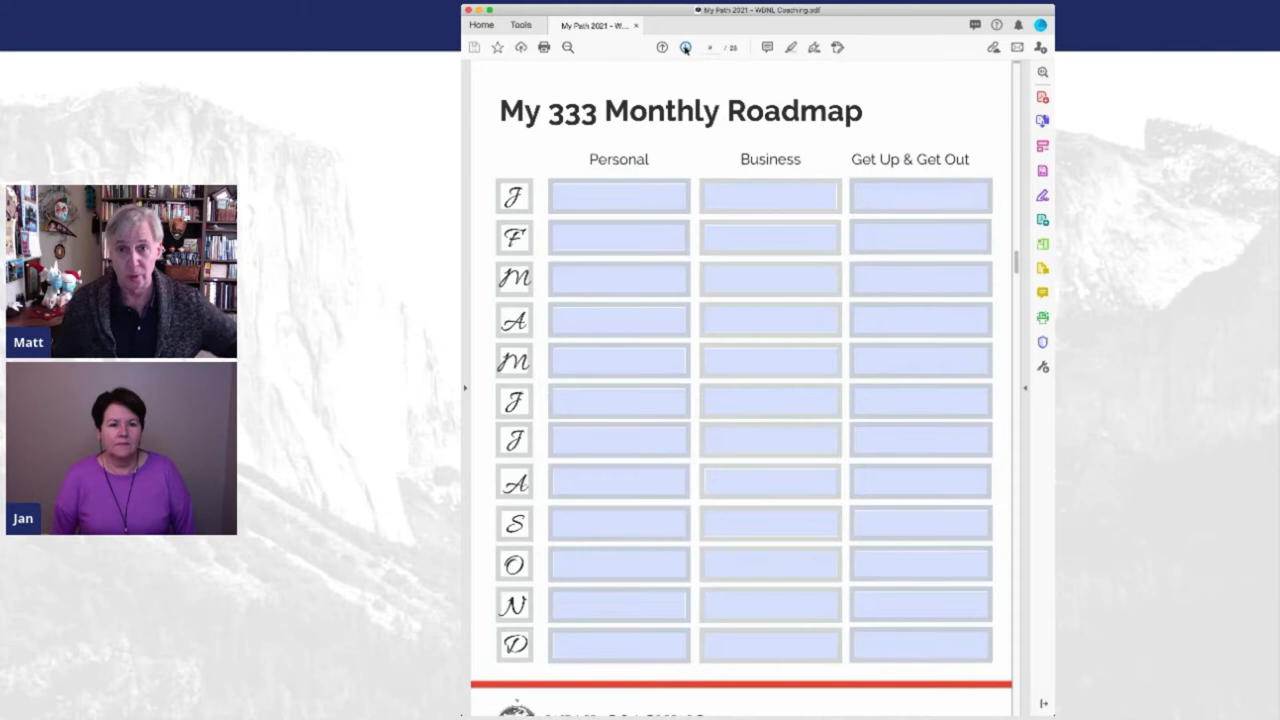 My Path 2021 - WDNL Coaching.pdf
Home Tools My Path 2021 - W... ×
/ 28
My 333 Monthly Roadmap
Personal Business Get Up & Get Out
J
F
M
A
M
J
J
A
S
O
N
D
Matt
Jan